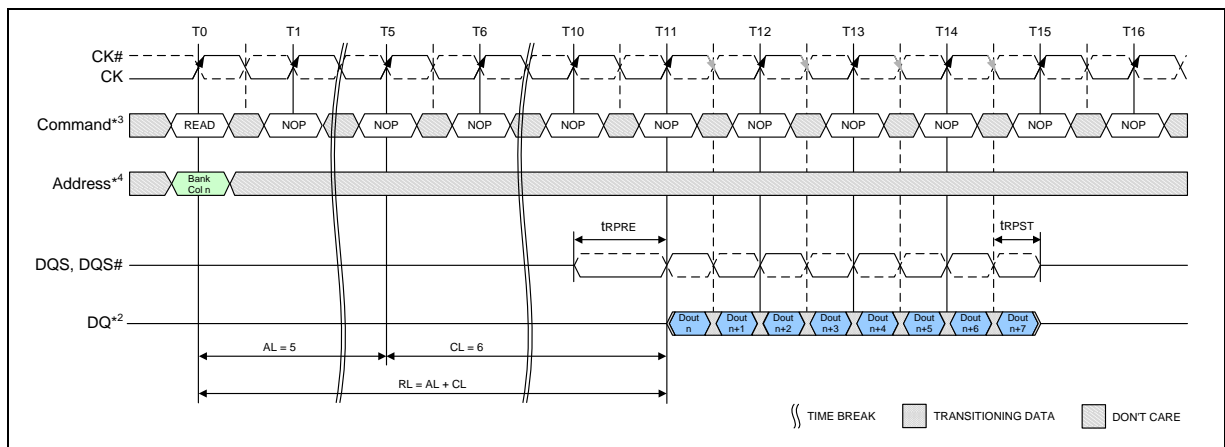 T0 T1 T5 T6 T10 T11 T12 T13 T14 T15 T16
CK#
CK
Command*3 READ NOP NOP NOP NOP NOP NOP NOP NOP NOP NOP
Address*4 Bank Col n
tRPRE tRPST
DQS, DQS#
DQ*2 Dout n Dout n+1 Dout n+2 Dout n+3 Dout n+4 Dout n+5 Dout n+6 Dout n+7
AL = 5 CL = 6
RL = AL + CL
TIME BREAK TRANSITIONING DATA DON'T CARE